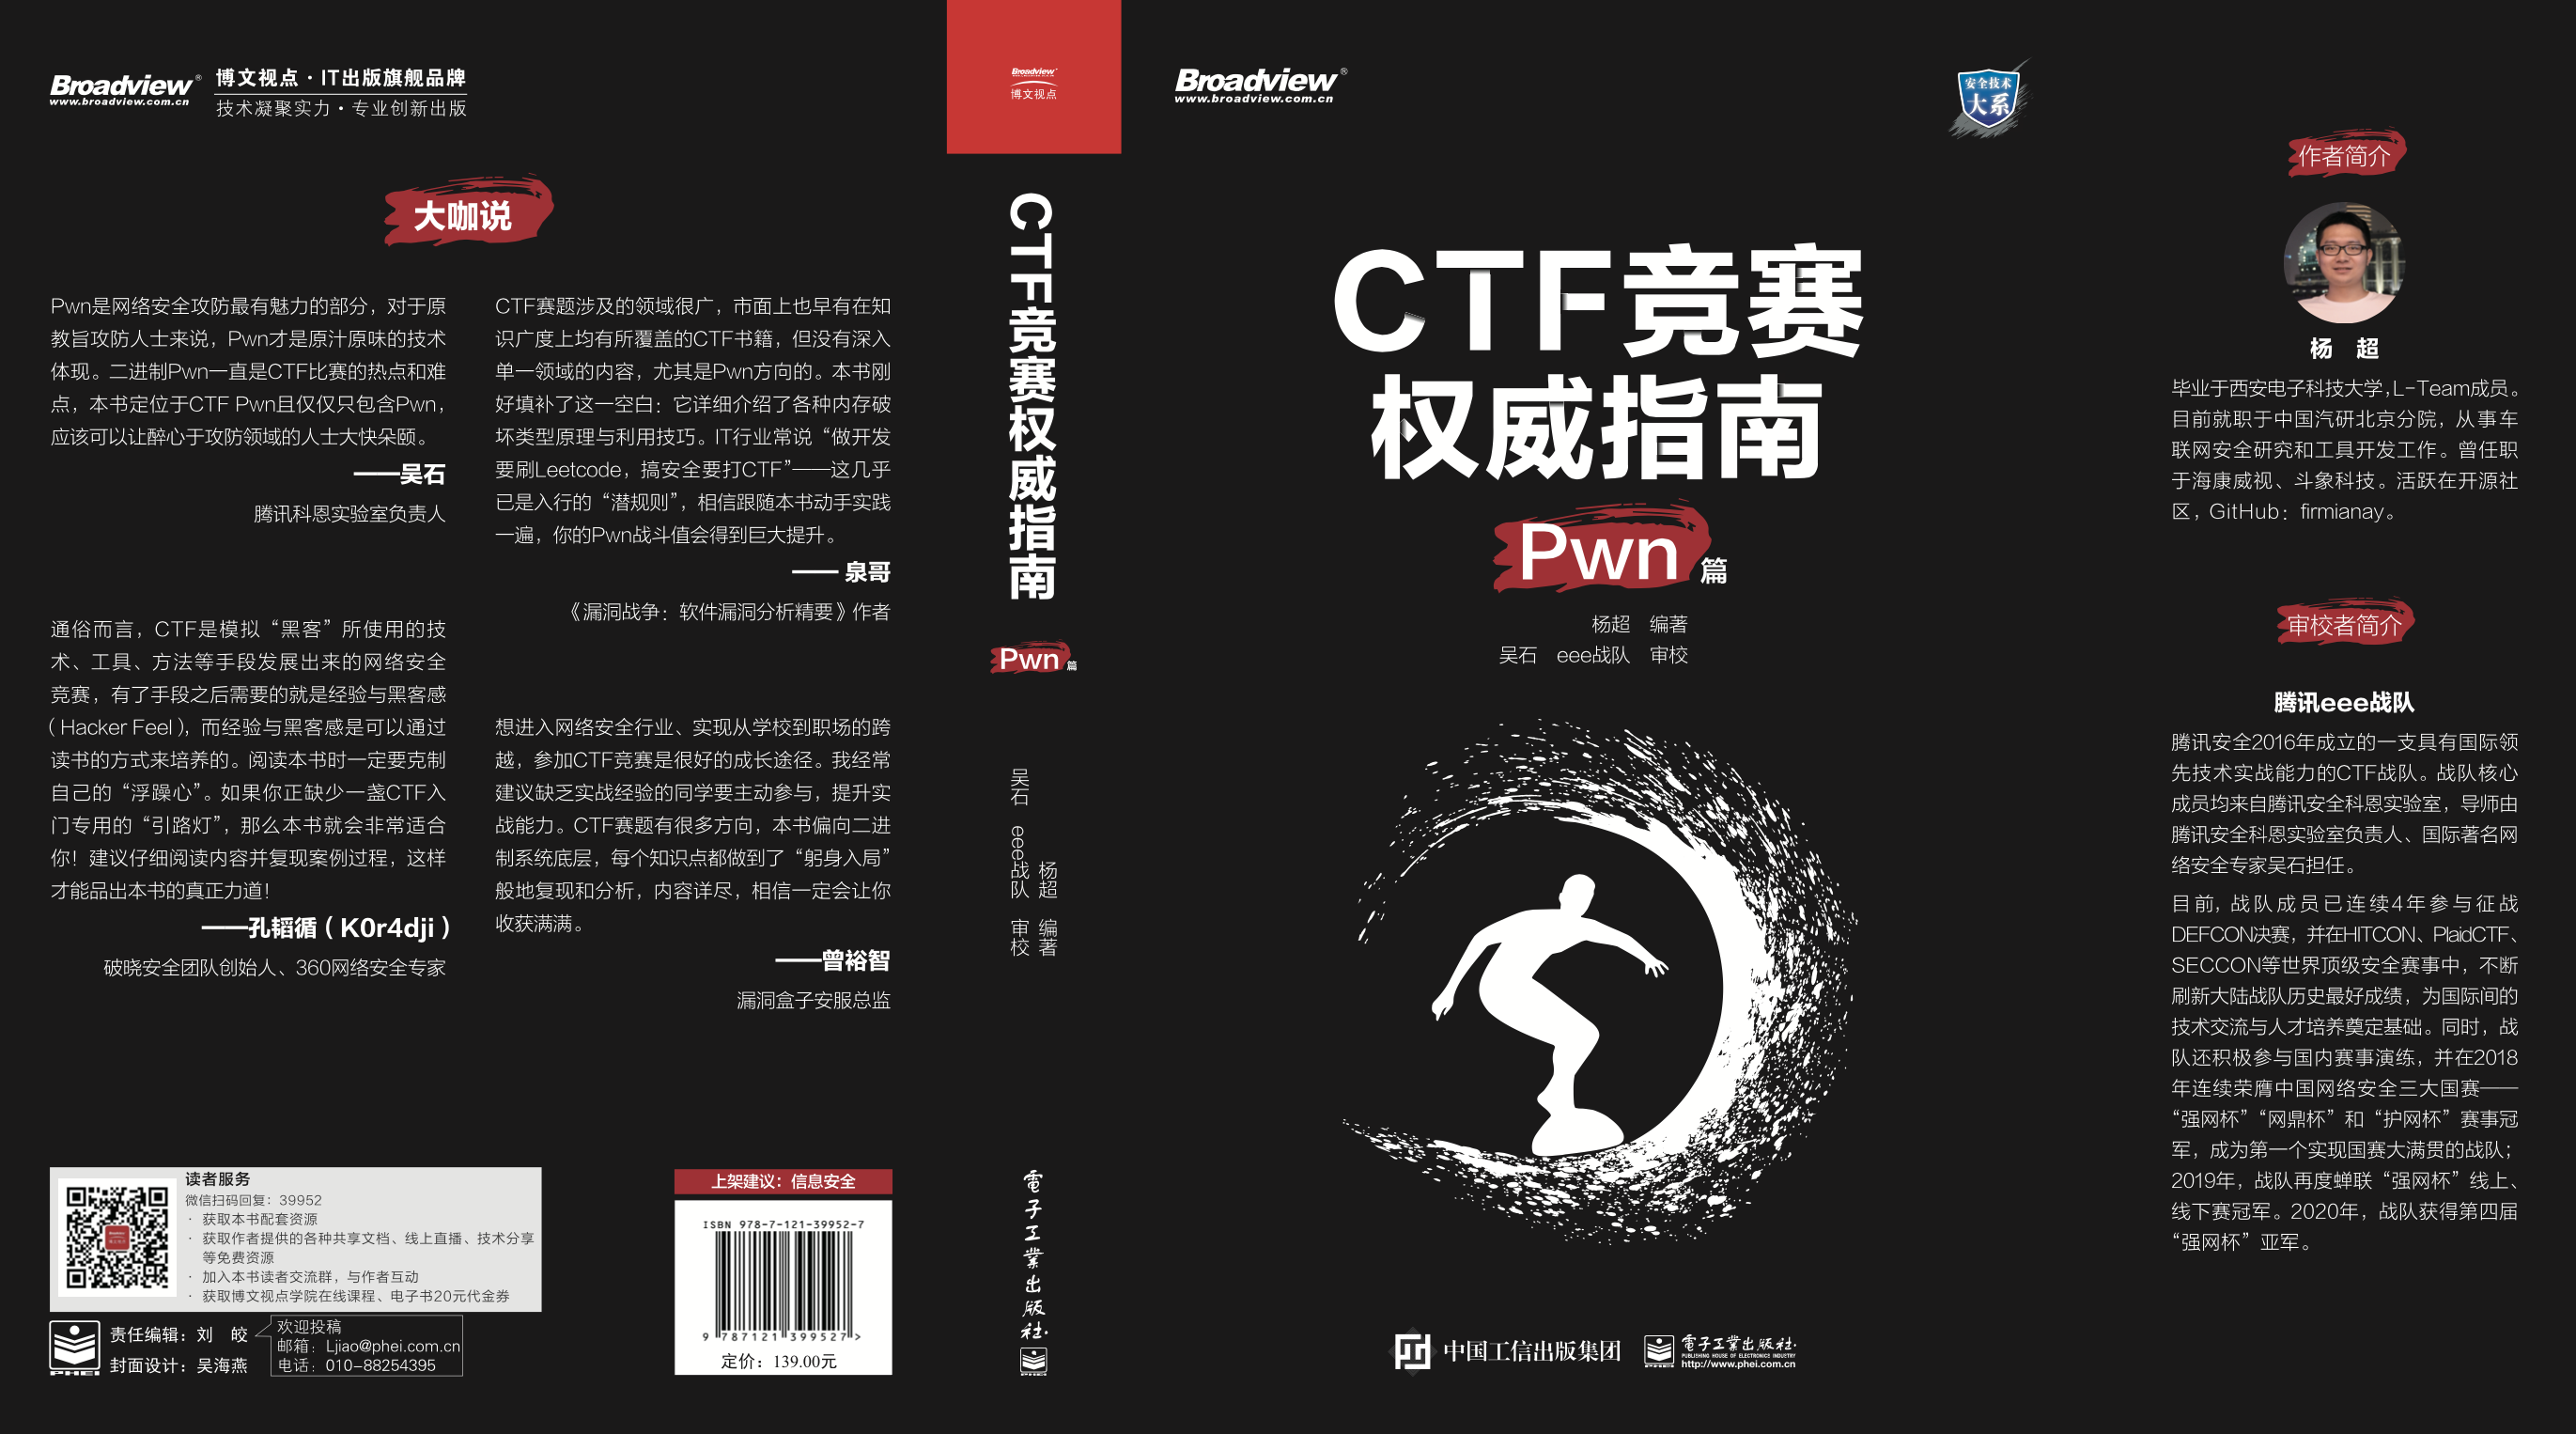 Broadview®
www.broadview.com.cn
博文视点·IT出版旗舰品牌
技术凝聚实力·专业创新出版
大咖说
Pwn是网络安全攻防最有魅力的部分，对于原
教旨攻防人士来说，Pwn才是原汁原味的技术
体现。二进制Pwn一直是CTF比赛的热点和难
点，本书定位于CTF Pwn且仅仅只包含Pwn，
应该可以让醉心于攻防领域的人士大快朵颐。
——吴石
腾讯科恩实验室负责人
通俗而言，CTF是模拟“黑客”所使用的技
术、工具、方法等手段发展出来的网络安全
竞赛，有了手段之后需要的就是经验与黑客感
（Hacker Feel），而经验与黑客感是可以通过
读书的方式来培养的。阅读本书时一定要克制
自己的“浮躁心”。如果你正缺少一盏CTF入
门专用的“引路灯”，那么本书就会非常适合
你！建议仔细阅读内容并复现案例过程，这样
才能品出本书的真正力道！
——孔韬循（K0r4dji）
破晓安全团队创始人、360网络安全专家
CTF赛题涉及的领域很广，市面上也早有在知
识广度上均有所覆盖的CTF书籍，但没有深入
单一领域的内容，尤其是Pwn方向的。本书刚
好填补了这一空白：它详细介绍了各种内存破
坏类型原理与利用技巧。IT行业常说“做开发
要刷Leetcode，搞安全要打CTF”——这几乎
已是入行的“潜规则”，相信跟随本书动手实践
一遍，你的Pwn战斗值会得到巨大提升。
—— 泉哥
《漏洞战争：软件漏洞分析精要》作者
想进入网络安全行业、实现从学校到职场的跨
越，参加CTF竞赛是很好的成长途径。我经常
建议缺乏实战经验的同学要主动参与，提升实
战能力。CTF赛题有很多方向，本书偏向二进
制系统底层，每个知识点都做到了“躬身入局”
般地复现和分析，内容详尽，相信一定会让你
收获满满。
——曾裕智
漏洞盒子安服总监
读者服务
微信扫码回复：39952
· 获取本书配套资源
· 获取作者提供的各种共享文档、线上直播、技术分享
等免费资源
· 加入本书读者交流群，与作者互动
· 获取博文视点学院在线课程、电子书20元代金券
PHEI
责任编辑：刘　皎
封面设计：吴海燕
欢迎投稿
邮箱：Ljiao@phei.com.cn
电话：010-88254395
上架建议：信息安全
ISBN 978-7-121-39952-7
9 787121 399527>
定价：139.00元
Broadview
博文视点
CTF竞赛权威指南
Pwn 篇
杨超　编著
吴石　eee战队　审校
電子工業出版社.
Broadview®
www.broadview.com.cn
安全技术
大系
CTF竞赛
权威指南
Pwn 篇
杨超　编著
吴石　eee战队　审校
中国工信出版集团
電子工業出版社.
PUBLISHING HOUSE OF ELECTRONICS INDUSTRY
http://www.phei.com.cn
作者简介
杨　超
毕业于西安电子科技大学，L-Team成员。
目前就职于中国汽研北京分院，从事车
联网安全研究和工具开发工作。曾任职
于海康威视、斗象科技。活跃在开源社
区，GitHub：firmianay。
审校者简介
腾讯eee战队
腾讯安全2016年成立的一支具有国际领
先技术实战能力的CTF战队。战队核心
成员均来自腾讯安全科恩实验室，导师由
腾讯安全科恩实验室负责人、国际著名网
络安全专家吴石担任。
目前，战队成员已连续4年参与征战
DEFCON决赛，并在HITCON、PlaidCTF、
SECCON等世界顶级安全赛事中，不断
刷新大陆战队历史最好成绩，为国际间的
技术交流与人才培养奠定基础。同时，战
队还积极参与国内赛事演练，并在2018
年连续荣膺中国网络安全三大国赛——
“强网杯”“网鼎杯”和“护网杯”赛事冠
军，成为第一个实现国赛大满贯的战队；
2019年，战队再度蝉联“强网杯”线上、
线下赛冠军。2020年，战队获得第四届
“强网杯”亚军。